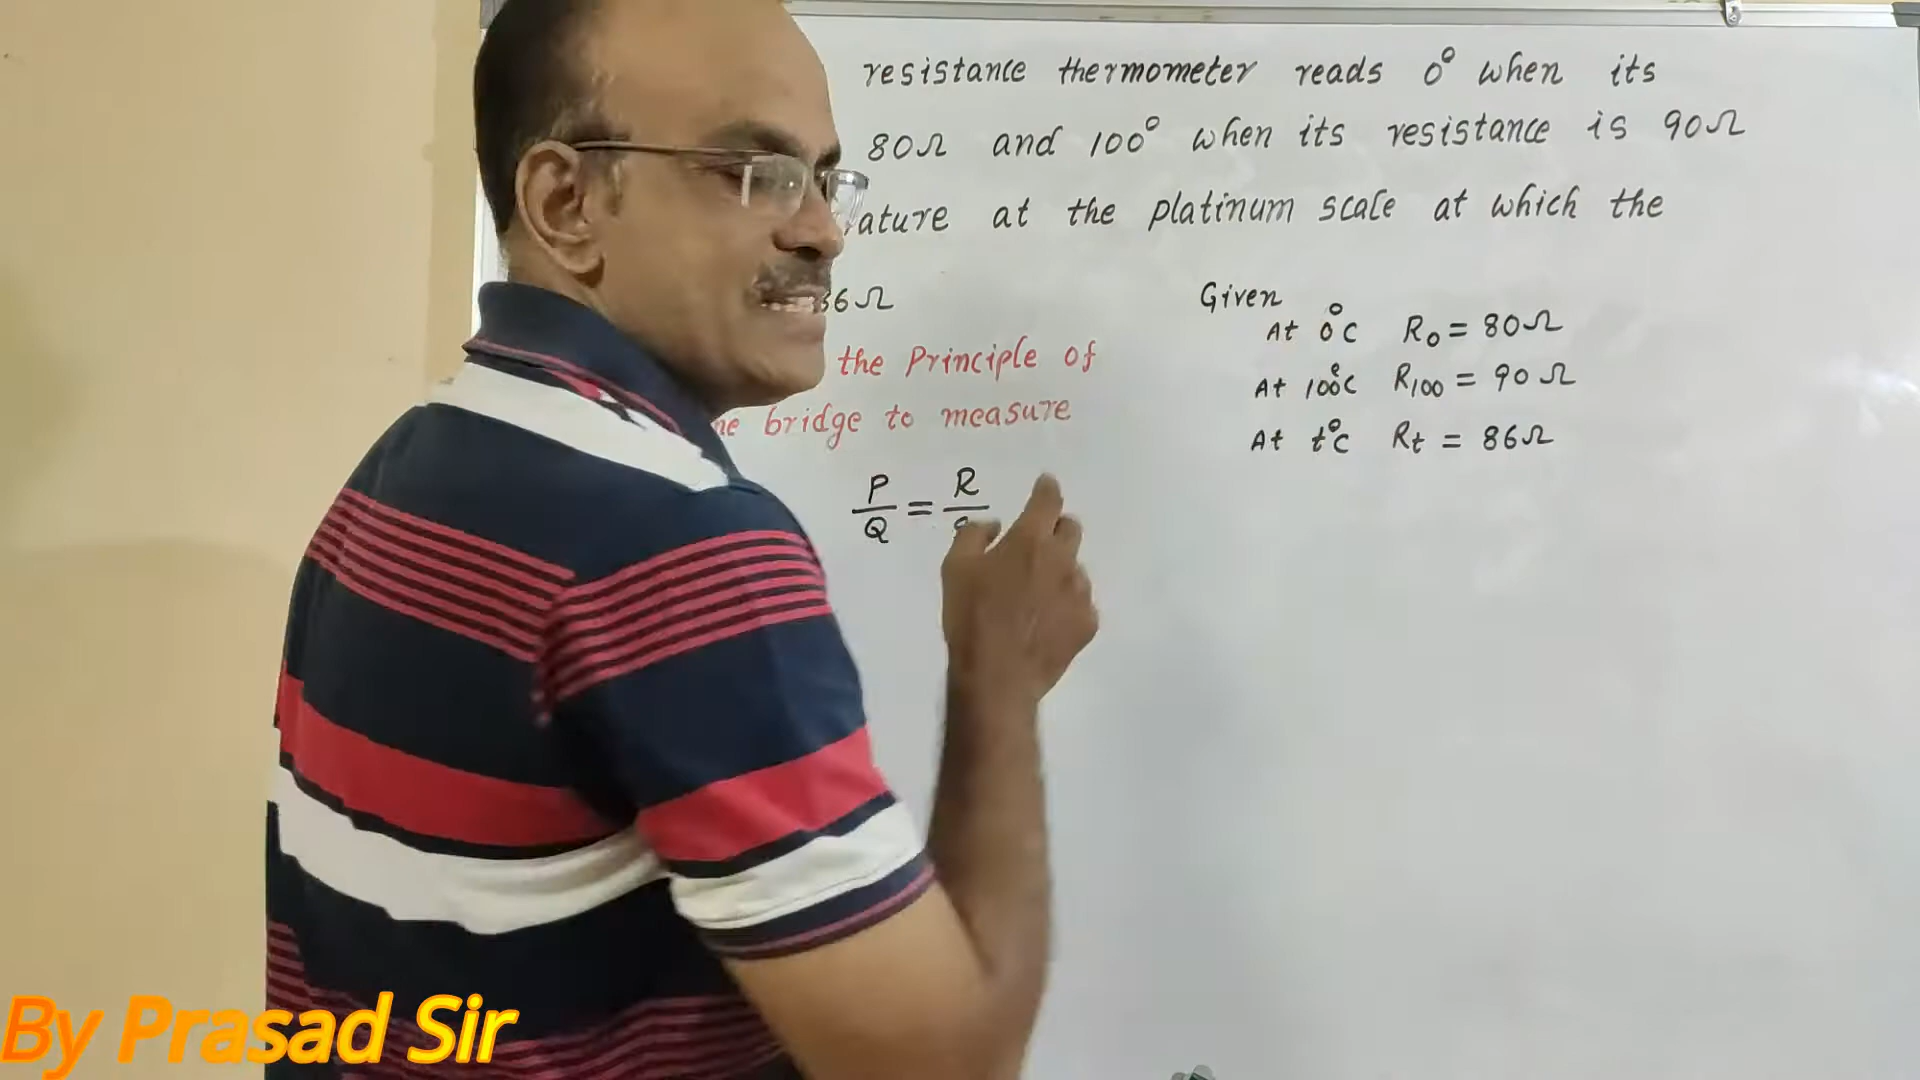 resistance thermometer reads 0° when its
80Ω and 100° when its resistance is 90Ω
ature at the platinum scale at which the
6Ω
Given
At 0°C R₀ = 80Ω
At 100°C R₁₀₀ = 90Ω
At t°C Rt = 86Ω
the Principle of
ne bridge to measure
P/Q = R/
By Prasad Sir